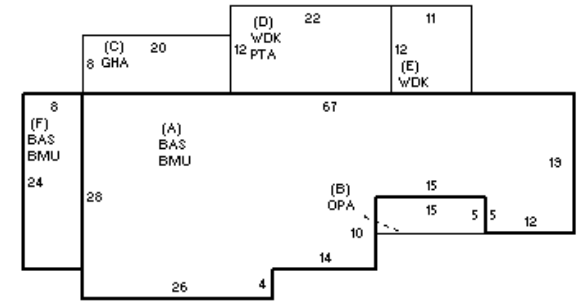 22
11
(D)
WDK
PTA
12
20
(C)
GHA
8
12
(E)
WDK
8
67
(F)
BAS
BMU
24
(A)
BAS
BMU
28
19
15
(B)
OPA
15
5
5
12
10
14
4
26